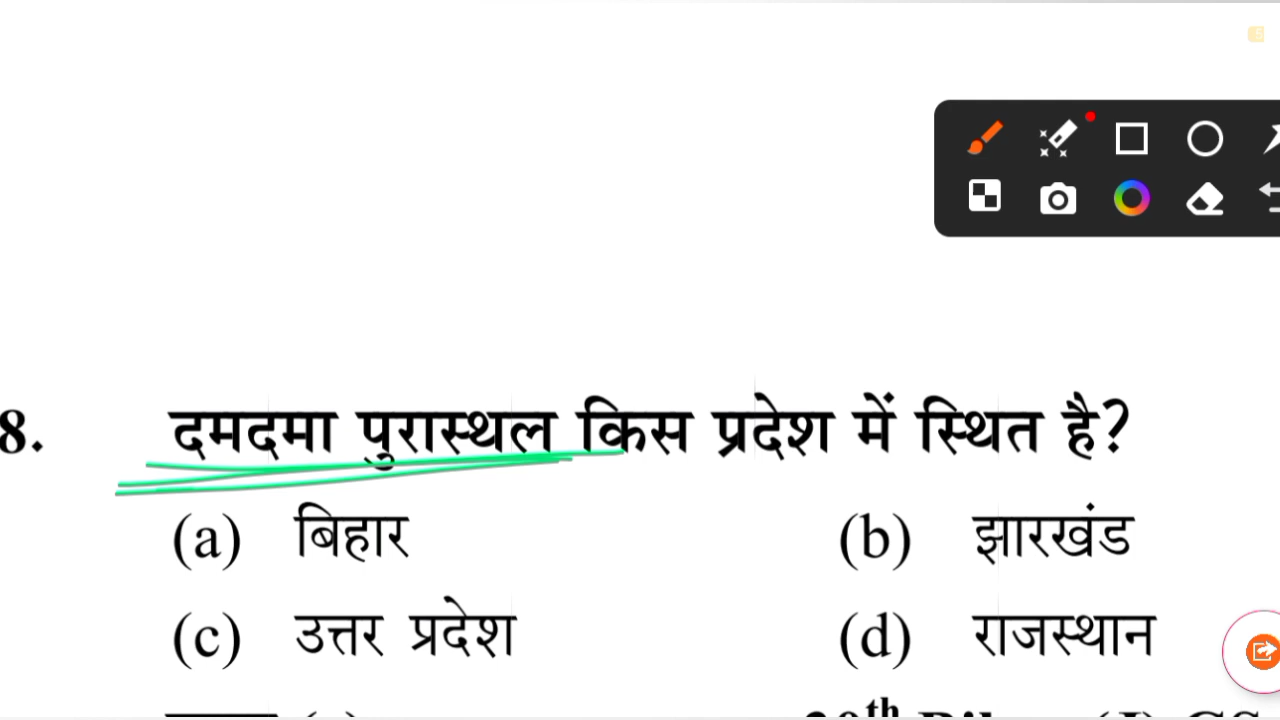 8. दमदमा पुरास्थल किस प्रदेश में स्थित है?
(a) बिहार (b) झारखंड
(c) उत्तर प्रदेश (d) राजस्थान